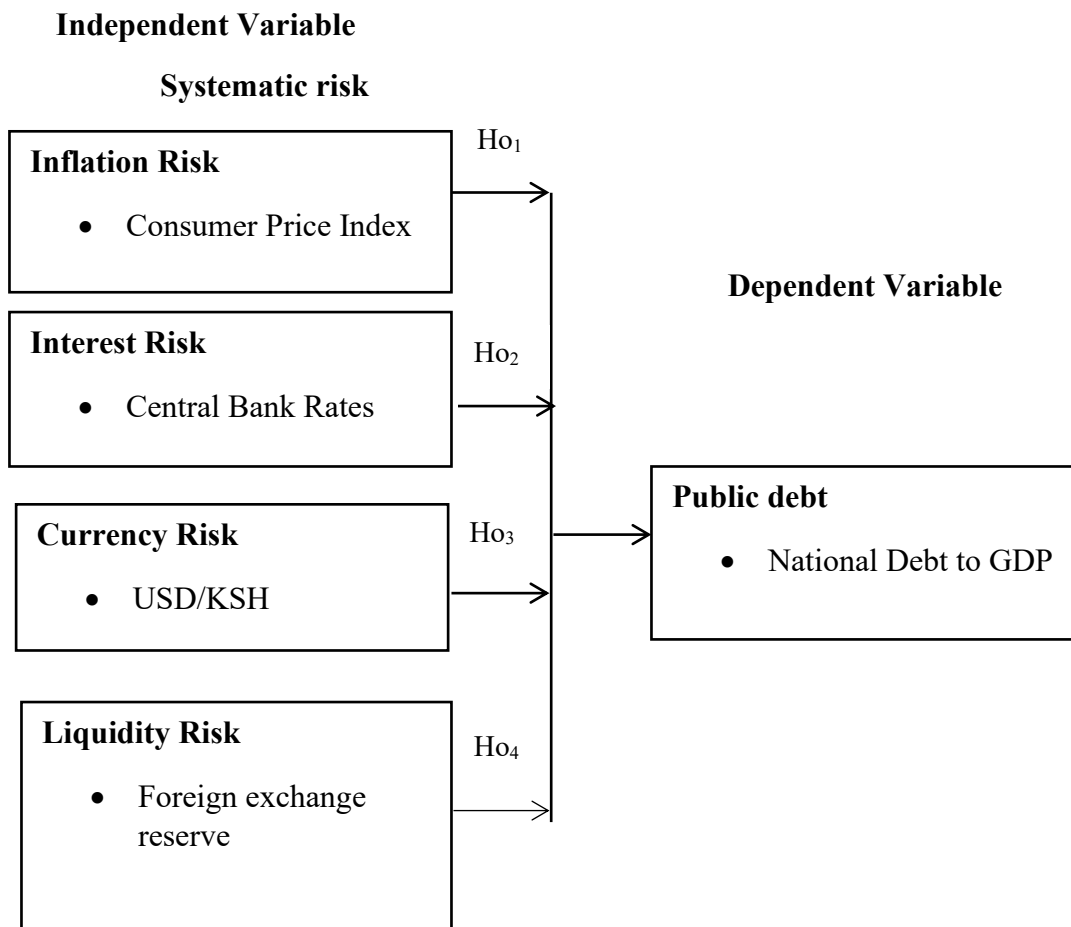 Independent Variable
Systematic risk
Inflation Risk
• Consumer Price Index
Ho₁
Interest Risk
• Central Bank Rates
Ho₂
Currency Risk
• USD/KSH
Ho₃
Liquidity Risk
• Foreign exchange
reserve
Ho₄
Dependent Variable
Public debt
• National Debt to GDP